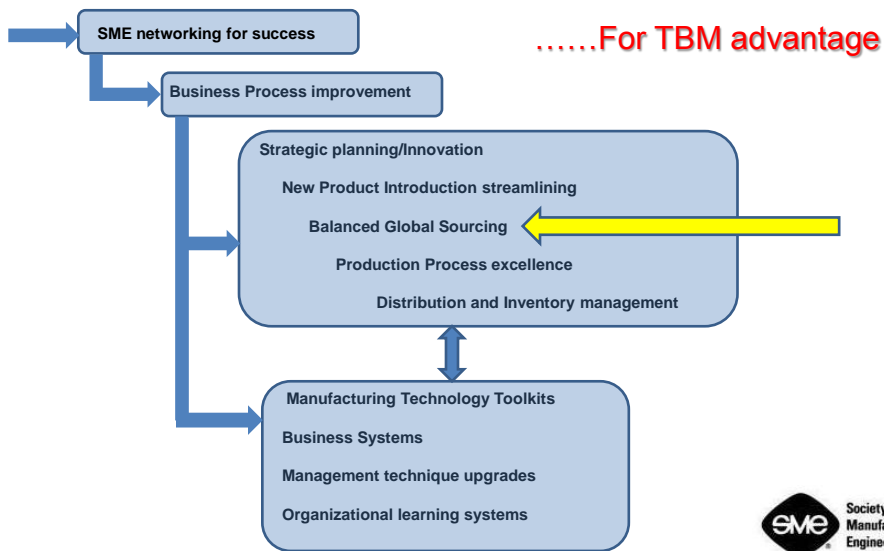 SME networking for success
......For TBM advantage
Business Process improvement
Strategic planning/Innovation
New Product Introduction streamlining
Balanced Global Sourcing
Production Process excellence
Distribution and Inventory management
Manufacturing Technology Toolkits
Business Systems
Management technique upgrades
Organizational learning systems
SME
Society
Manufa
Engine